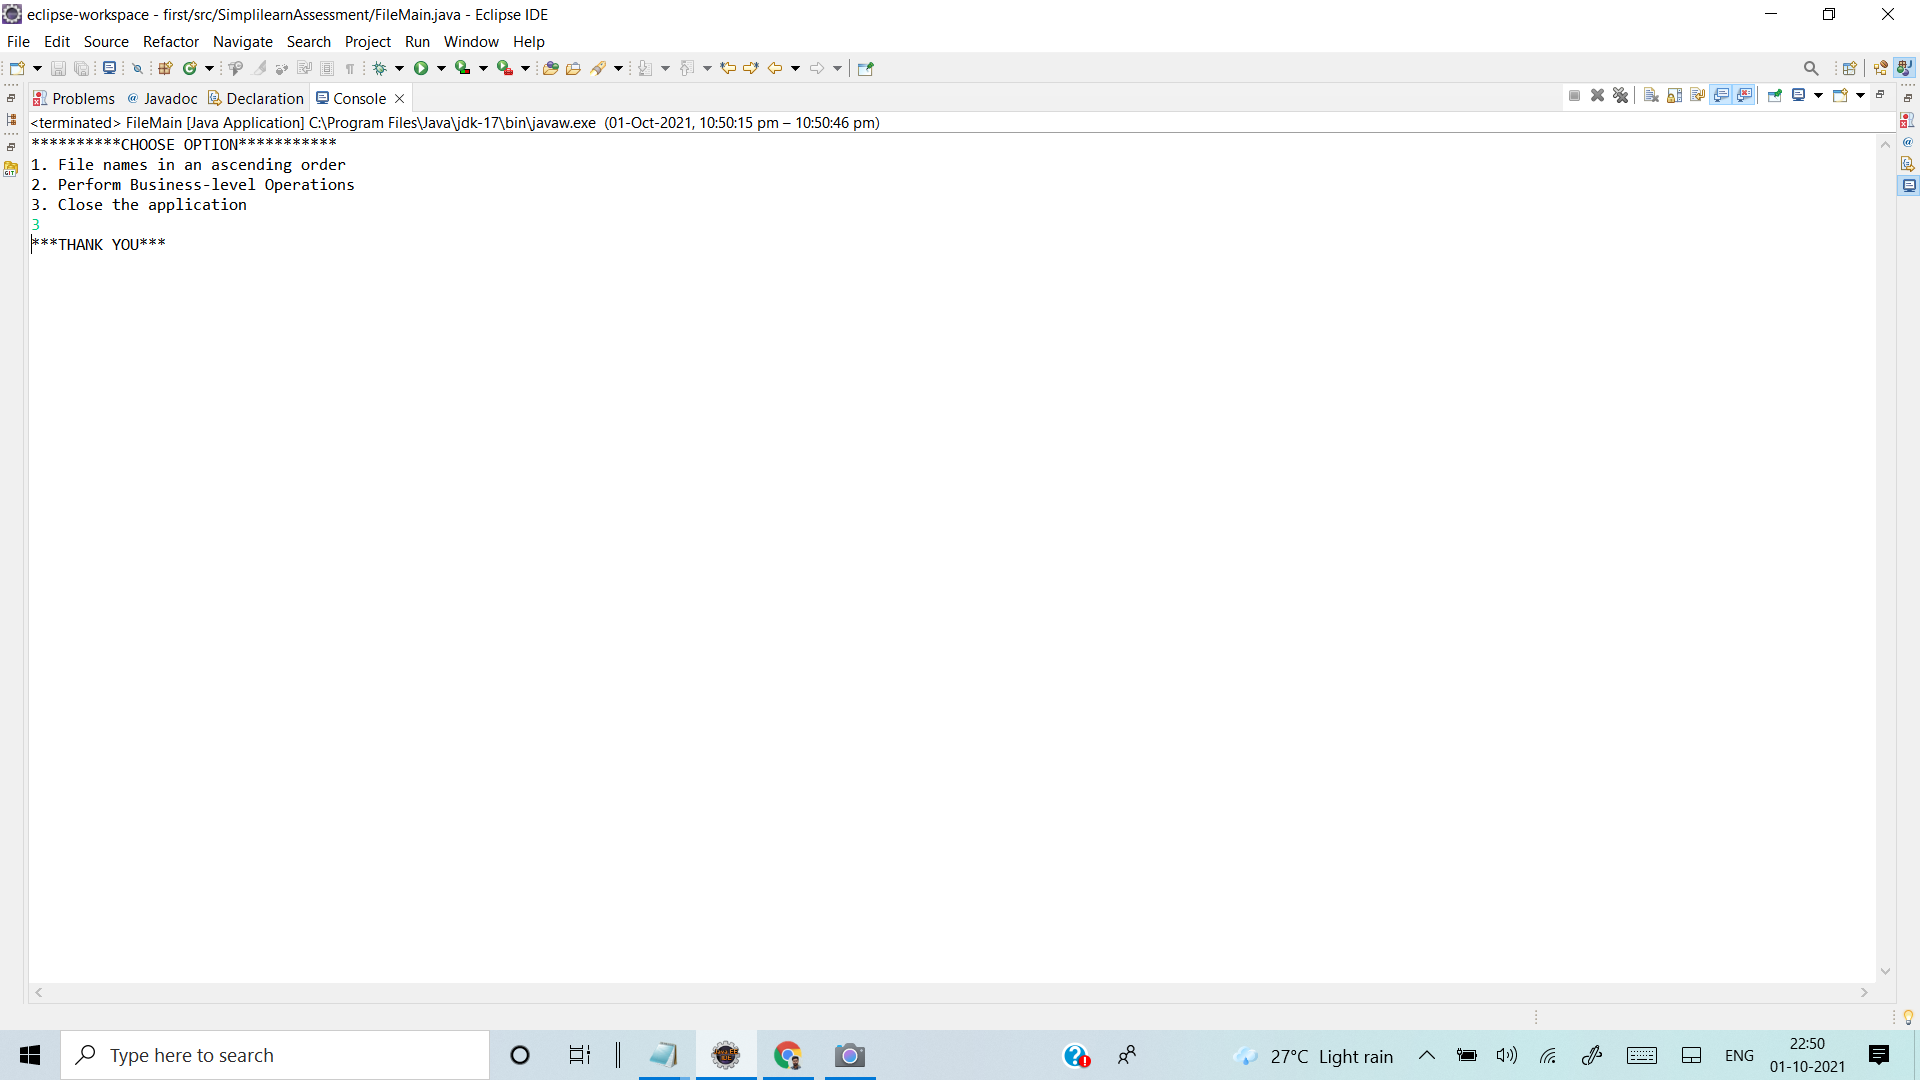 eclipse-workspace - first/src/SimplilearnAssessment/FileMain.java - Eclipse IDE
File Edit Source Refactor Navigate Search Project Run Window Help
Problems @ Javadoc Declaration Console
<terminated> FileMain [Java Application] C:\Program Files\Java\jdk-17\bin\javaw.exe (01-Oct-2021, 10:50:15 pm – 10:50:46 pm)
**********CHOOSE OPTION***********
1. File names in an ascending order
2. Perform Business-level Operations
3. Close the application
3
***THANK YOU***
Type here to search
27°C Light rain
ENG
22:50
01-10-2021